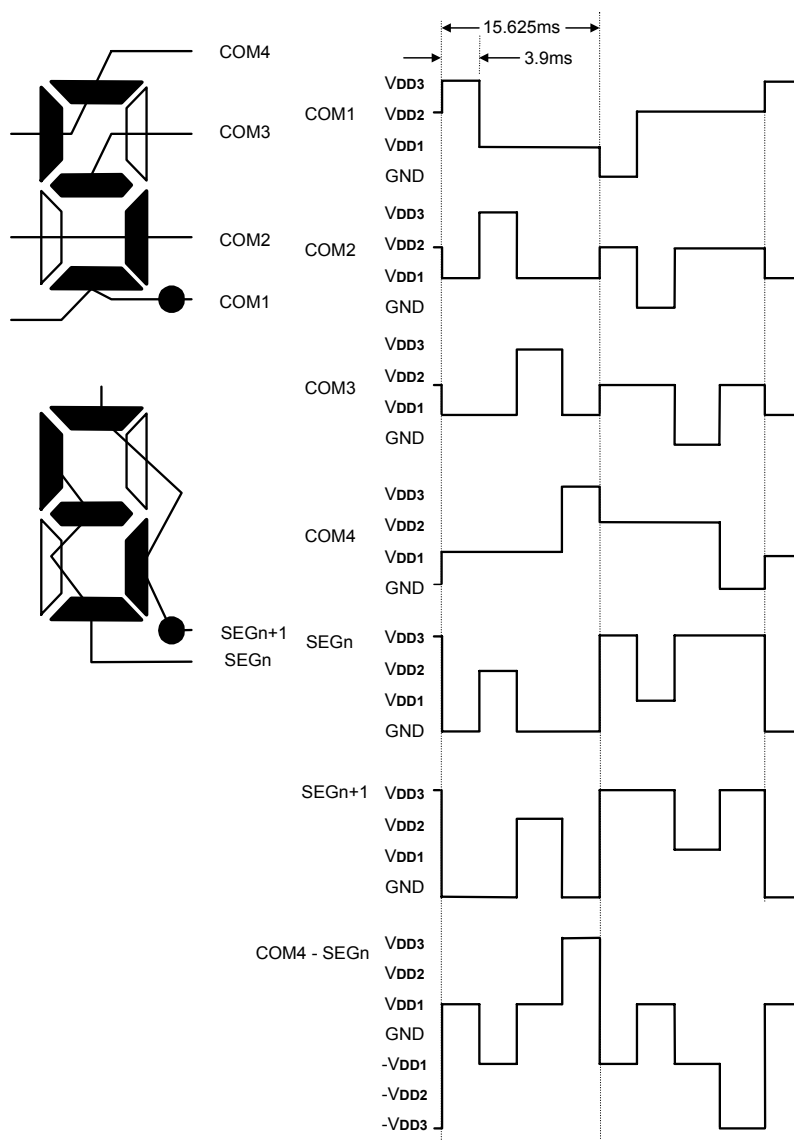 15.625ms
3.9ms
COM4
COM3
COM2
COM1
COM1
VDD3
VDD2
VDD1
GND
COM2
VDD3
VDD2
VDD1
GND
COM3
VDD3
VDD2
VDD1
GND
COM4
VDD3
VDD2
VDD1
GND
SEGn+1
SEGn
SEGn
VDD3
VDD2
VDD1
GND
SEGn+1
VDD3
VDD2
VDD1
GND
COM4 - SEGn
VDD3
VDD2
VDD1
GND
-VDD1
-VDD2
-VDD3